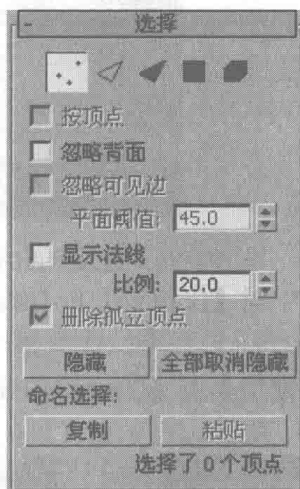 - 选择
按顶点
忽略背面
忽略可见边
平面阈值: 45.0
显示法线
比例: 20.0
删除孤立顶点
隐藏 全部取消隐藏
命名选择:
复制 粘贴
选择了0个顶点